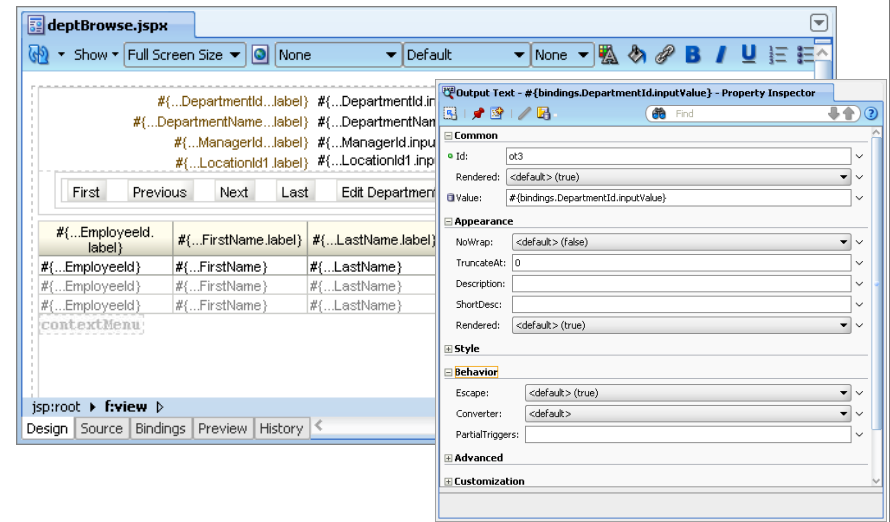 deptBrowse.jspx
Show Full Screen Size None Default None B I U
#{...DepartmentId...label} #{...DepartmentId.in
#{...DepartmentName...label} #{...DepartmentNam
#{...ManagerId.label} #{...ManagerId.inpu
#{...LocationId1.label} #{...LocationId1.inp
First Previous Next Last Edit Department
#{...EmployeeId.
label} #{...FirstName.label} #{...LastName.label}
#{...EmployeeId} #{...FirstName} #{...LastName}
#{...EmployeeId} #{...FirstName} #{...LastName}
#{...EmployeeId} #{...FirstName} #{...LastName}
contextMenu
jsp:root f:view
Design Source Bindings Preview History
Output Text - #{bindings.DepartmentId.inputValue} - Property Inspector
Find
Common
Id: ot3
Rendered: <default> (true)
Value: #{bindings.DepartmentId.inputValue}
Appearance
NoWrap: <default> (false)
TruncateAt: 0
Description:
ShortDesc:
Rendered: <default> (true)
Style
Behavior
Escape: <default> (true)
Converter: <default>
PartialTriggers:
Advanced
Customization